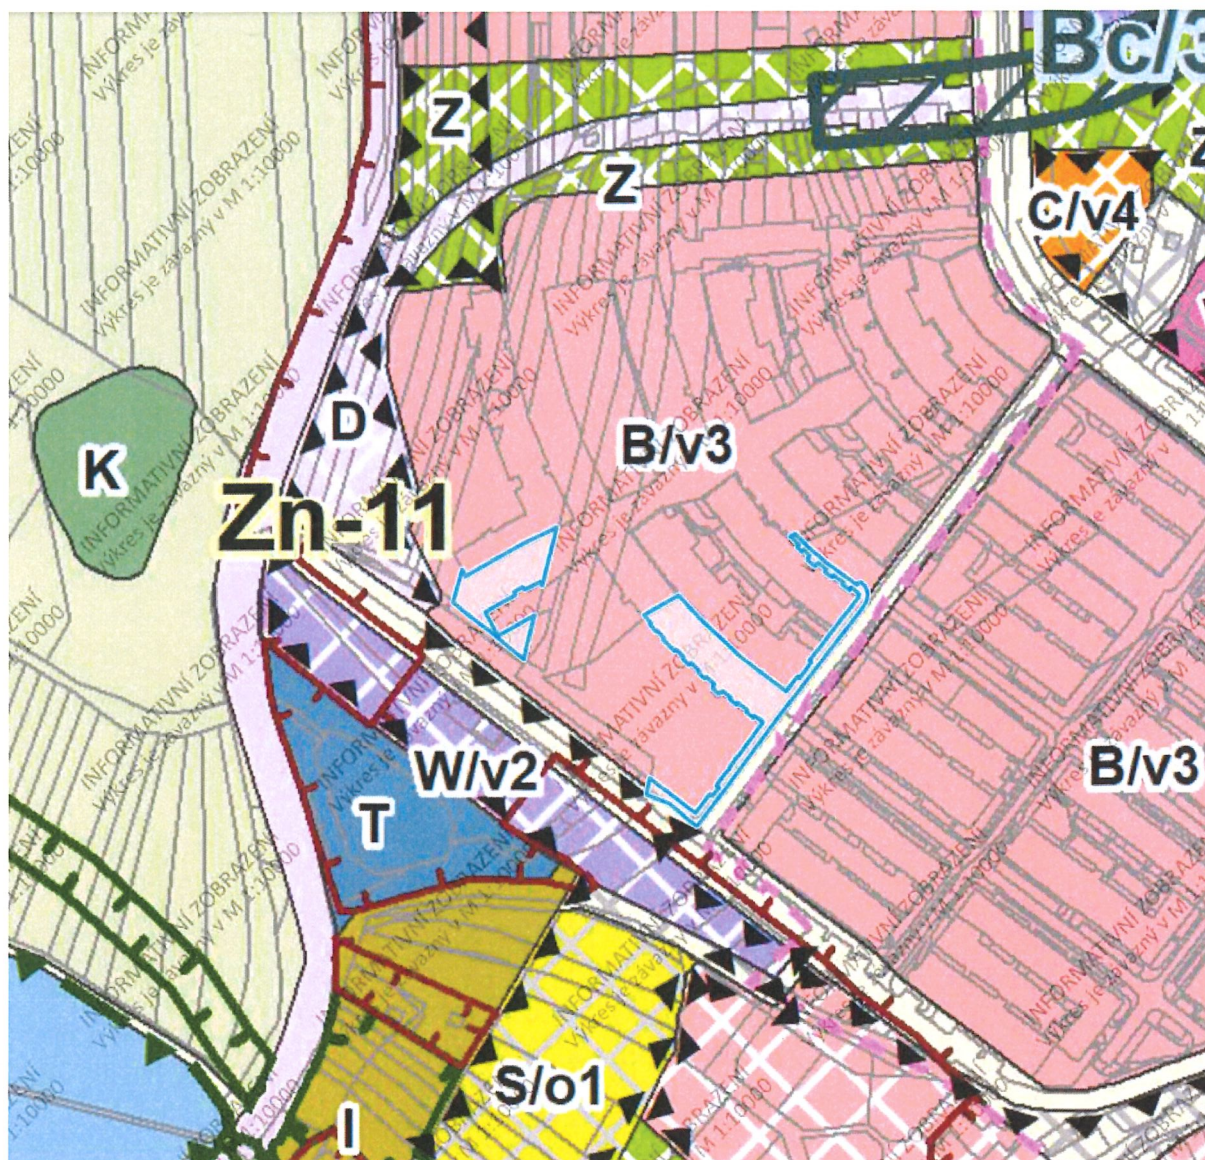 Bc/3
Z
Z
Z
C/v4
D
B/v3
K
Zn-11
W/v2
B/v3
T
S/o1
I
INFORMATIVNÍ ZOBRAZENÍ
Výkres je závazný v M 1:10000